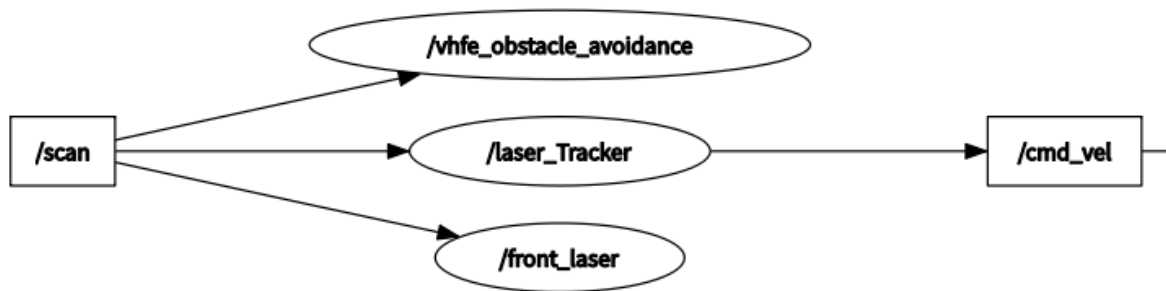 /vhfe_obstacle_avoidance
/scan
/laser_Tracker
/cmd_vel
/front_laser